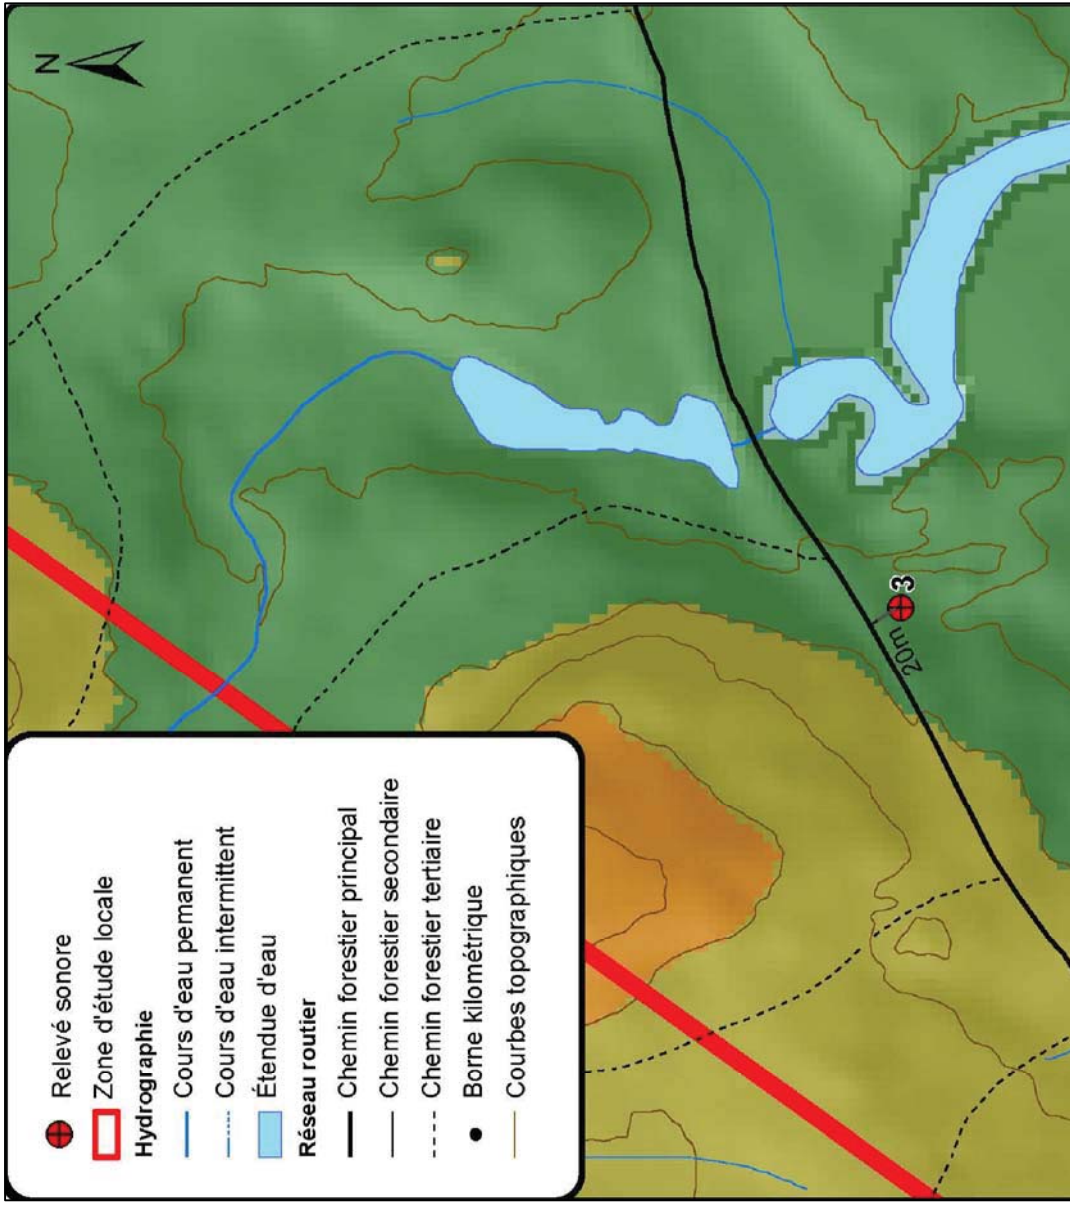 N
Relevé sonore
Zone d'étude locale
Hydrographie
Cours d'eau pemanent
Cours d'eau intermittent
Étendue d'eau
Réseau routier
Chemin forestier principal
Chemin forestier secondaire
Chemin forestier tertiaire
Borne kilométrique
Courbes topographiques
20m
3